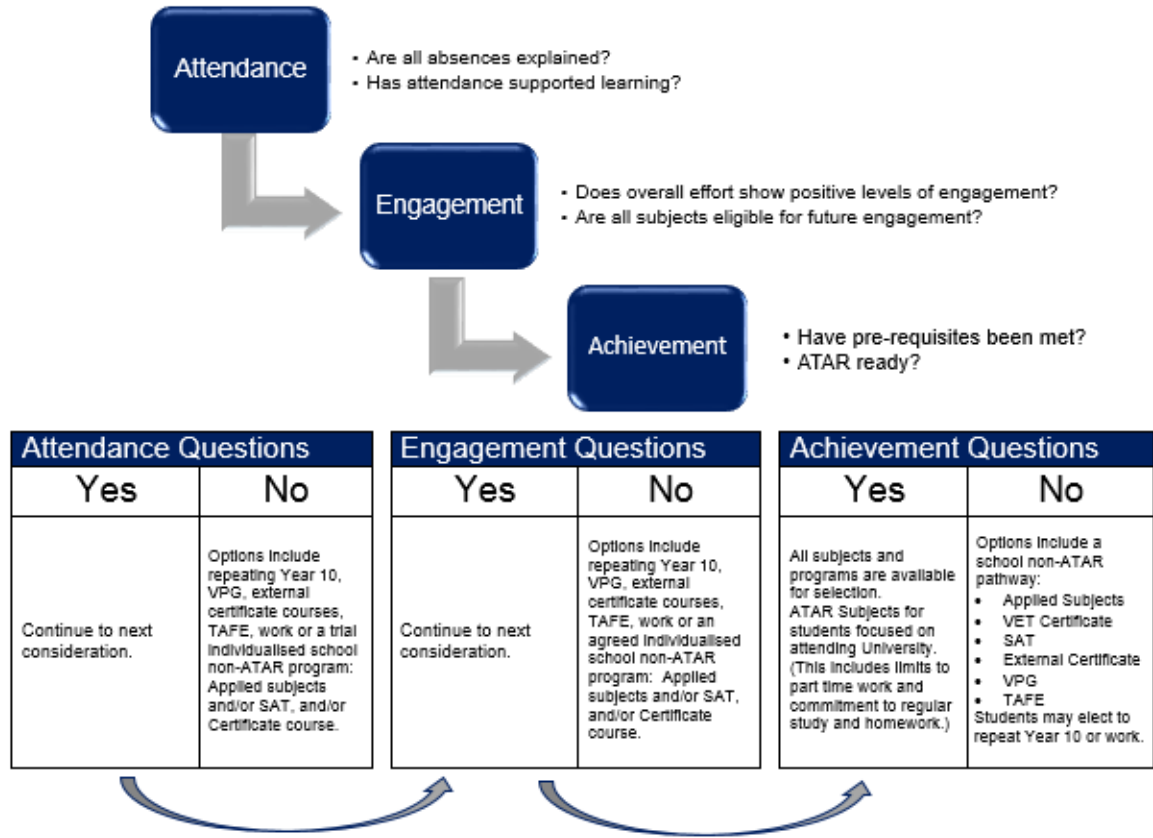 Attendance
▪ Are all absences explained?
▪ Has attendance supported learning?
Engagement
▪ Does overall effort show positive levels of engagement?
▪ Are all subjects eligible for future engagement?
Achievement
• Have pre-requisites been met?
• ATAR ready?
Attendance Questions
Yes
No
Continue to next
consideration.
Options include
repeating Year 10,
VPG, external
certificate courses,
TAFE, work or a trial
individualised school
non-ATAR program:
Applied subjects
and/or SAT, and/or
Certificate course.
Engagement Questions
Yes
No
Continue to next
consideration.
Options include
repeating Year 10,
VPG, external
certificate courses,
TAFE, work or an
agreed individualised
school non-ATAR
program: Applied
subjects and/or SAT,
and/or Certificate
course.
Achievement Questions
Yes
No
All subjects and
programs are available
for selection.
ATAR Subjects for
students focused on
attending University.
(This includes limits to
part time work and
commitment to regular
study and homework.)
Options include a
school non-ATAR
pathway:
• Applied Subjects
• VET Certificate
• SAT
• External Certificate
• VPG
• TAFE
Students may elect to
repeat Year 10 or work.